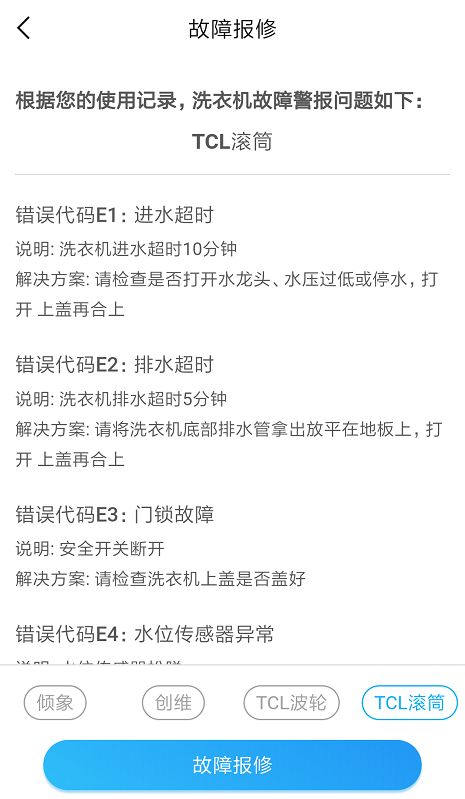 故障报修
根据您的使用记录，洗衣机故障警报问题如下：
TCL滚筒
错误代码E1：进水超时
说明: 洗衣机进水超时10分钟
解决方案: 请检查是否打开水龙头、水压过低或停水，打
开 上盖再合上
错误代码E2：排水超时
说明: 洗衣机排水超时5分钟
解决方案: 请将洗衣机底部排水管拿出放平在地板上，打
开 上盖再合上
错误代码E3：门锁故障
说明: 安全开关断开
解决方案: 请检查洗衣机上盖是否盖好
错误代码E4：水位传感器异常
倾象 创维 TCL波轮 TCL滚筒
故障报修